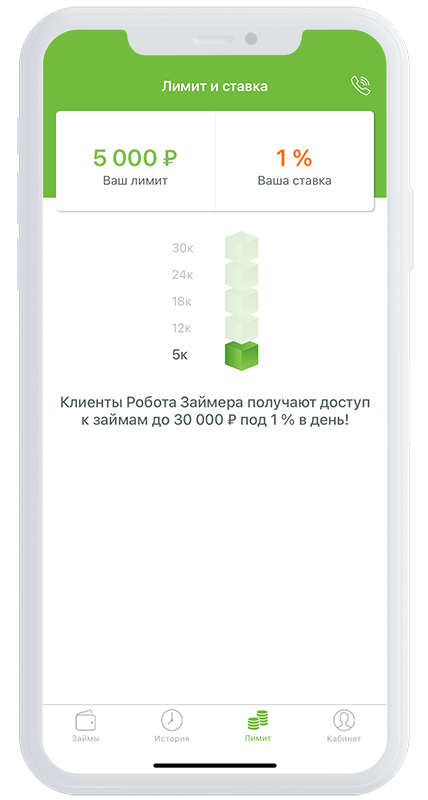 Лимит и ставка
5 000 ₽ 1 %
Ваш лимит Ваша ставка
30к
24к
18к
12к
5к
Клиенты Робота Займера получают доступ
к займам до 30 000 ₽ под 1 % в день!
Займы История Лимит Кабинет